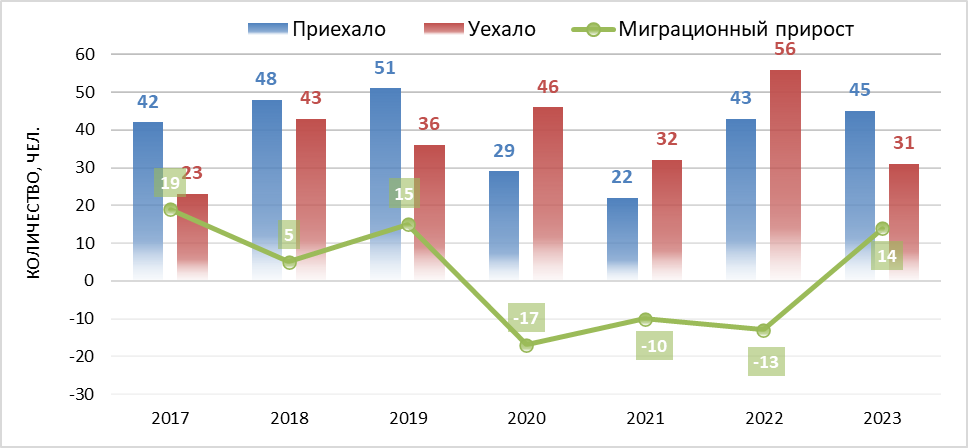 Приехало Уехало Миграционный прирост
КОЛИЧЕСТВО, ЧЕЛ.
60
50
40
30
20
10
0
-10
-20
-30
42 23 48 43 51 36 29 46 22 32 43 56 45 31
19 5 15 -17 -10 -13 14
2017 2018 2019 2020 2021 2022 2023